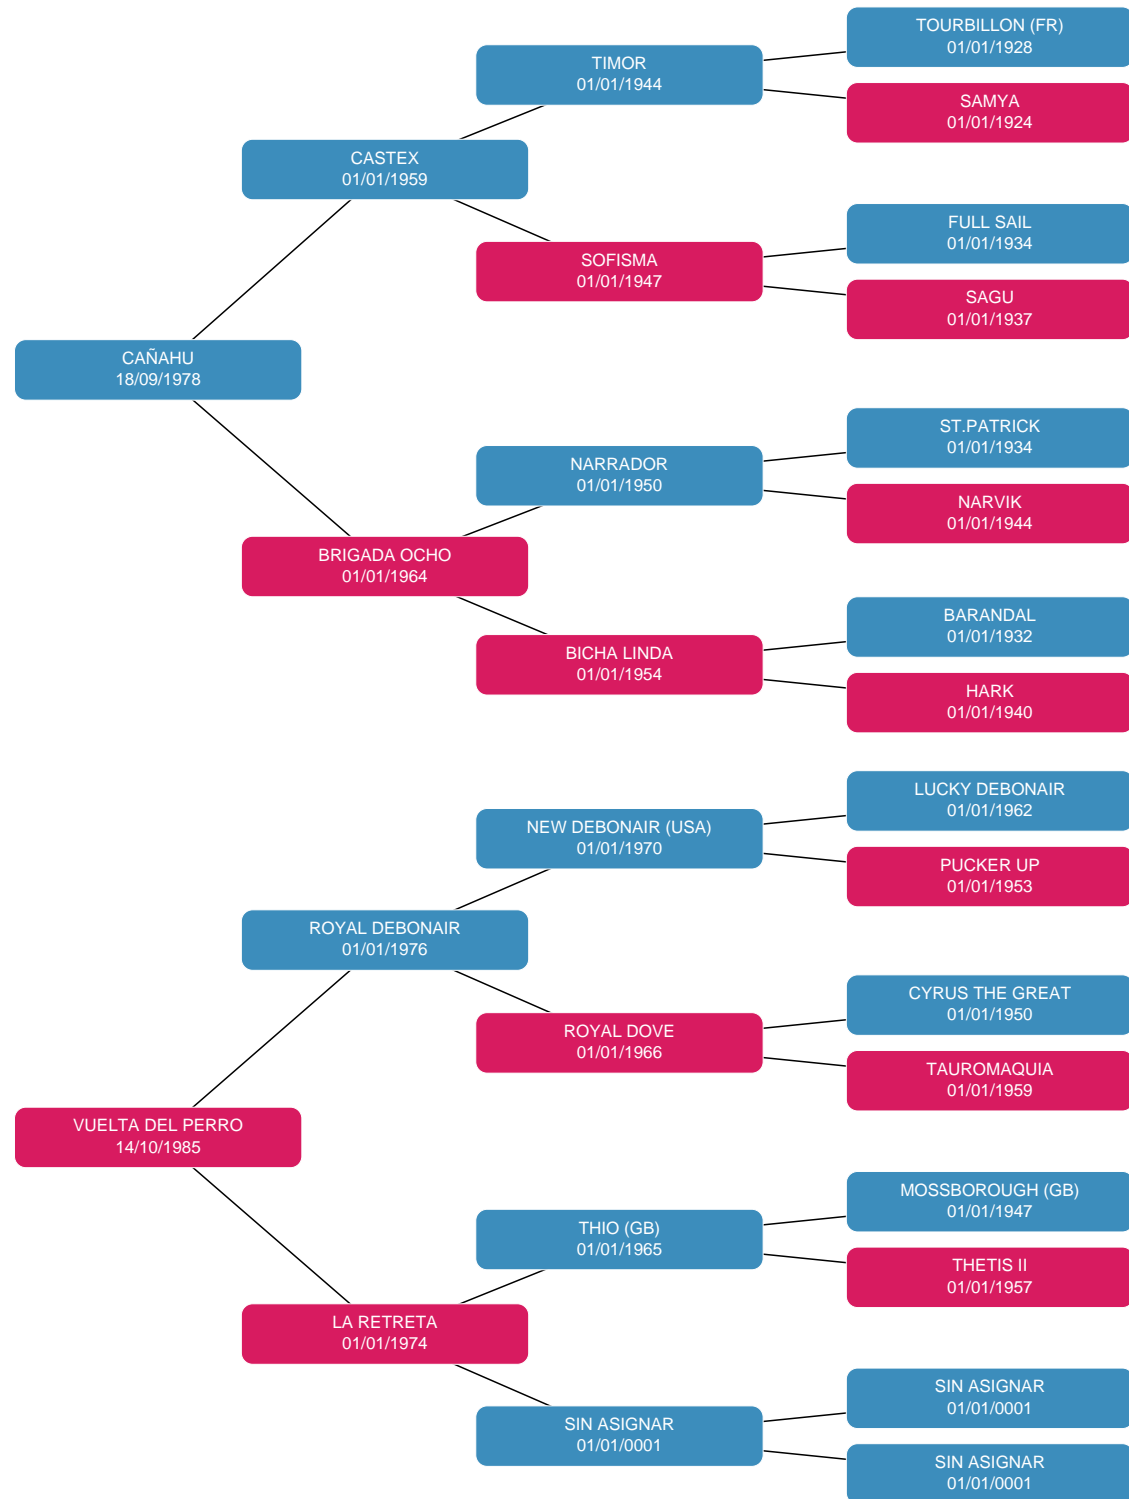 TOURBILLON (FR)
01/01/1928
TIMOR
01/01/1944
SAMYA
01/01/1924
CASTEX
01/01/1959
FULL SAIL
01/01/1934
SOFISMA
01/01/1947
SAGU
01/01/1937
CAÑAHU
18/09/1978
ST.PATRICK
01/01/1934
NARRADOR
01/01/1950
NARVIK
01/01/1944
BRIGADA OCHO
01/01/1964
BARANDAL
01/01/1932
BICHA LINDA
01/01/1954
HARK
01/01/1940
LUCKY DEBONAIR
01/01/1962
NEW DEBONAIR (USA)
01/01/1970
PUCKER UP
01/01/1953
ROYAL DEBONAIR
01/01/1976
CYRUS THE GREAT
01/01/1950
ROYAL DOVE
01/01/1966
TAUROMAQUIA
01/01/1959
VUELTA DEL PERRO
14/10/1985
MOSSBOROUGH (GB)
01/01/1947
THIO (GB)
01/01/1965
THETIS II
01/01/1957
LA RETRETA
01/01/1974
SIN ASIGNAR
01/01/0001
SIN ASIGNAR
01/01/0001
SIN ASIGNAR
01/01/0001